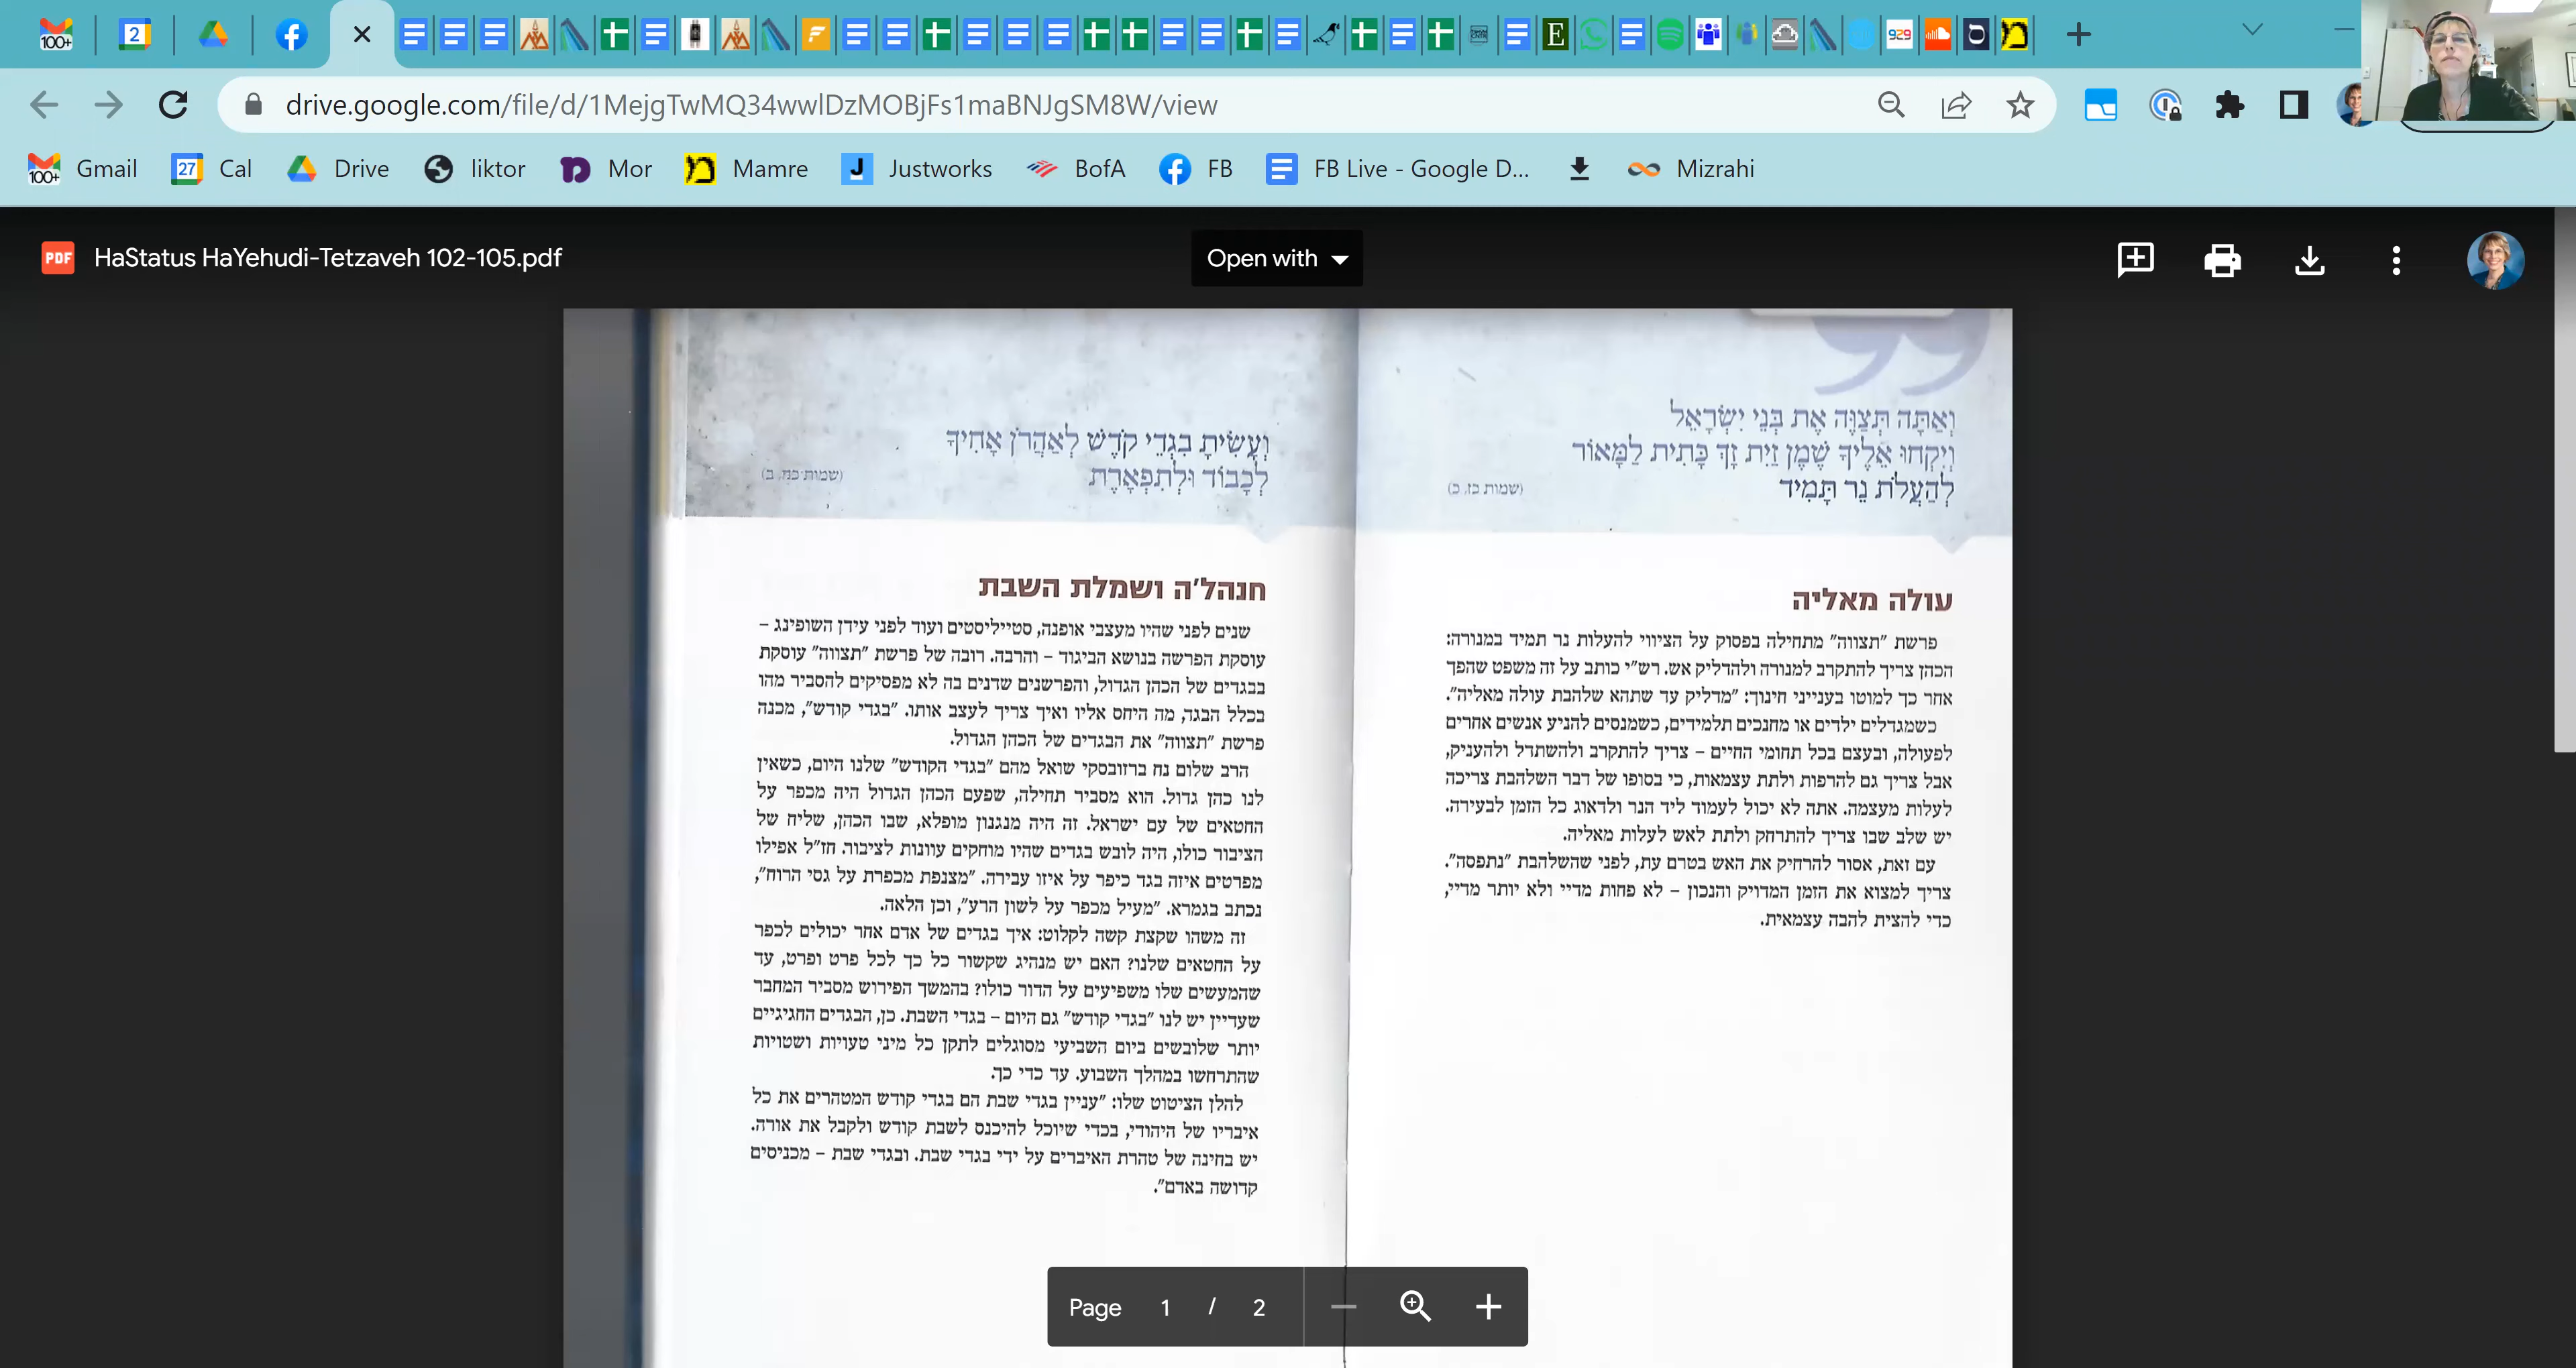 100+
2
E
929
drive.google.com/file/d/1MejgTwMQ34wwlDzMOBjFs1maBNJgSM8W/view
100+ Gmail
27 Cal
Drive
liktor
Mor
Mamre
J Justworks
BofA
FB
FB Live - Google D...
Mizrahi
PDF HaStatus HaYehudi-Tetzaveh 102-105.pdf
Open with
וְאַתָּה תְּצַוֶּה אֶת בְּנֵי יִשְׂרָאֵל
וְיִקְחוּ אֵלֶיךָ שֶׁמֶן זַיִת זָךְ כָּתִית לַמָּאוֹר
לְהַעֲלֹת נֵר תָּמִיד
(שמות כז, כ)
עולה מאליה
פרשת "תצווה" מתחילה בפסוק על הציווי להעלות נר תמיד במנורה:
הכהן צריך להתקרב למנורה ולהדליק אש. רש"י כותב על זה משפט שהפך
אחר כך למוטו בענייני חינוך: "מדליק עד שתהא שלהבת עולה מאליה".
כשמגדלים ילדים או מחנכים תלמידים, כשמנסים להניע אנשים אחרים
לפעולה, ובעצם בכל תחומי החיים – צריך להתקרב ולהשתדל ולהעניק,
אבל צריך גם להרפות ולתת עצמאות, כי בסופו של דבר השלהבת צריכה
לעלות מעצמה. אתה לא יכול לעמוד ליד הנר ולדאוג כל הזמן לבעירה.
יש שלב שבו צריך להתרחק ולתת לאש לעלות מאליה.
עם זאת, אסור להרחיק את האש בטרם עת, לפני שהשלהבת "נתפסה".
צריך למצוא את הזמן המדויק והנכון – לא פחות מדיי ולא יותר מדיי,
כדי להצית להבה עצמאית.
וְעָשִׂיתָ בִגְדֵי קֹדֶשׁ לְאַהֲרֹן אָחִיךָ
לְכָבוֹד וּלְתִפְאָרֶת
(שמות כח, ב)
חנהל'ה ושמלת השבת
שנים לפני שהיו מעצבי אופנה, סטייליסטים ועוד לפני עידן השופינג –
עוסקת הפרשה בנושא הביגוד – והרבה. רובה של פרשת "תצווה" עוסקת
בבגדים של הכהן הגדול, והפרשנים שדנים בה לא מפסיקים להסביר מהו
בכלל הבגד, מה היחס אליו ואיך צריך לעצב אותו. "בגדי קודש", מכנה
פרשת "תצווה" את הבגדים של הכהן הגדול.
הרב שלום נח ברזובסקי שואל מהם "בגדי הקודש" שלנו היום, כשאין
לנו כהן גדול. הוא מסביר תחילה, שפעם הכהן הגדול היה מכפר על
החטאים של עם ישראל. זה היה מנגנון מופלא, שבו הכהן, שליח של
הציבור כולו, היה לובש בגדים שהיו מוחקים עוונות לציבור. חז"ל אפילו
מפרטים איזה בגד כיפר על איזו עבירה. "מצנפת מכפרת על גסי הרוח",
נכתב בגמרא. "מעיל מכפר על לשון הרע", וכן הלאה.
זה משהו שקצת קשה לקלוט: איך בגדים של אדם אחר יכולים לכפר
על החטאים שלנו? האם יש מנהיג שקשור כל כך לכל פרט ופרט, עד
שהמעשים שלו משפיעים על הדור כולו? בהמשך הפירוש מסביר המחבר
שעדיין יש לנו "בגדי קודש" גם היום – בגדי השבת. כן, הבגדים החגיגיים
יותר שלובשים ביום השביעי מסוגלים לתקן כל מיני טעויות ושטויות
שהתרחשו במהלך השבוע. עד כדי כך.
להלן הציטוט שלו: "עניין בגדי שבת הם בגדי קודש המטהרים את כל
איבריו של היהודי, בכדי שיוכל להיכנס לשבת קודש ולקבל את אורה.
יש בחינה של טהרת האיברים על ידי בגדי שבת. ובגדי שבת – מכניסים
קדושה באדם".
Page 1 / 2